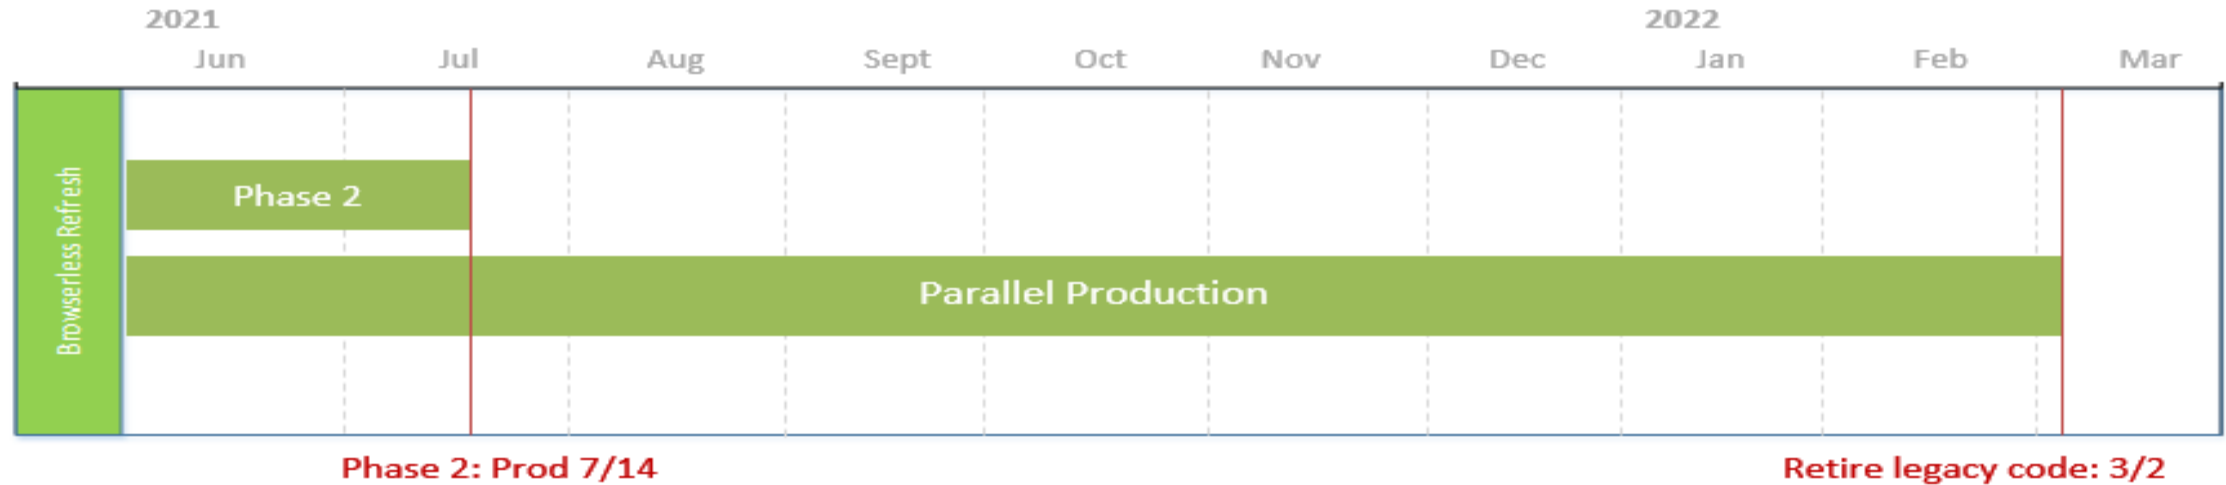 2021 2022
Jun Jul Aug Sept Oct Nov Dec Jan Feb Mar
Browserless Refresh
Phase 2
Parallel Production
Phase 2: Prod 7/14 Retire legacy code: 3/2